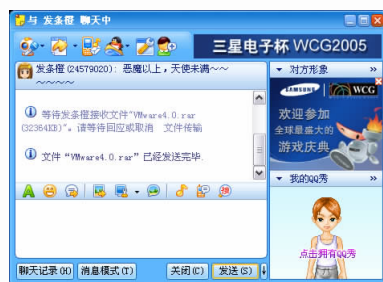 与 发条橙 聊天中
三星电子杯 WCG2005
发条橙(24579020): 恶魔以上，天使未满～～
～～～～
对方形象
SAMSUNG
WCG
欢迎参加
全球最盛大的
游戏庆典
等待发条橙接收文件"VMware4.0.rar
(32364KB)"。请等待回应或取消 文件传输
文件 "VMware4.0.rar" 已经发送完毕.
我的QQ秀
点击拥有QQ秀
聊天记录(H) 消息模式(T) 关闭(C) 发送(S)